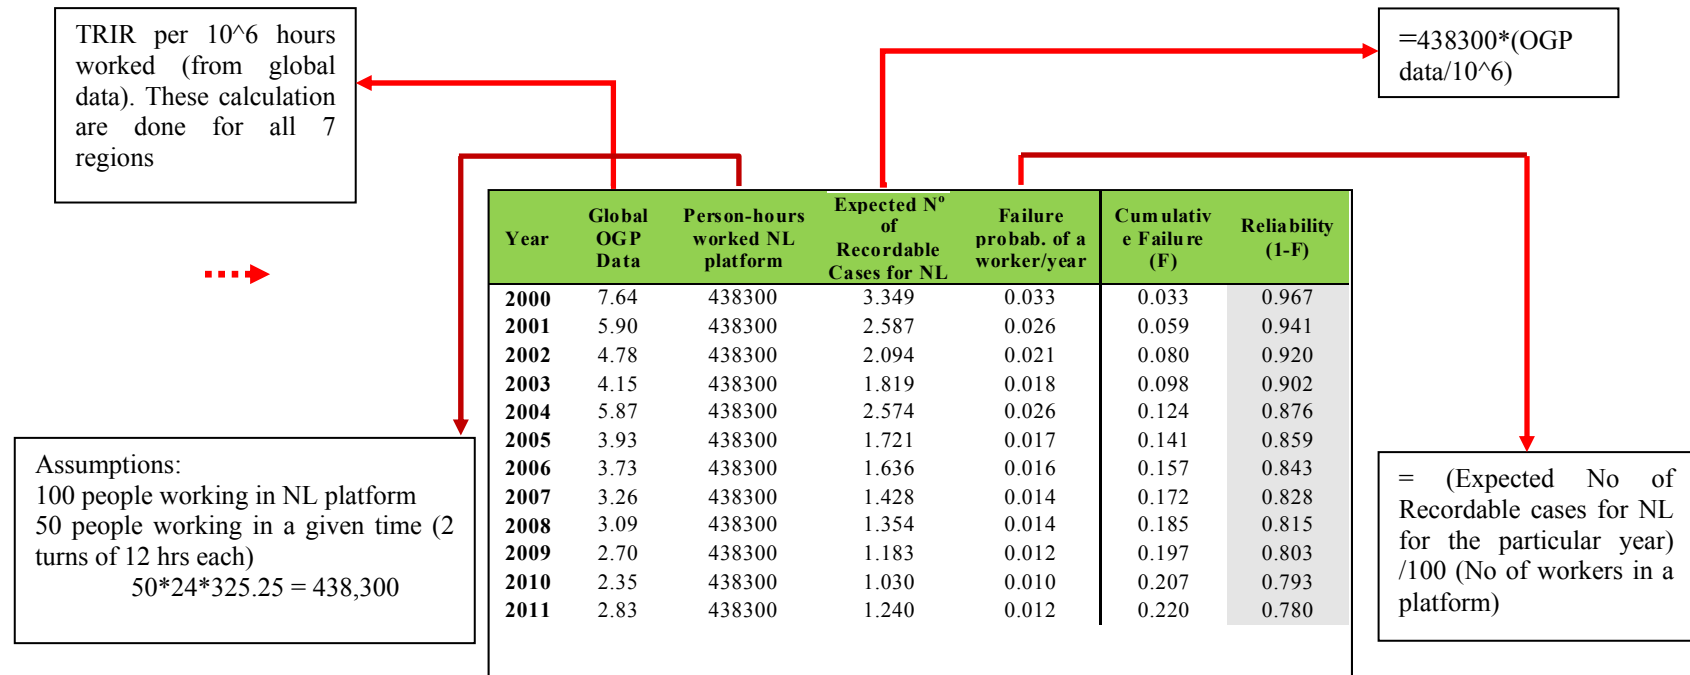 TRIR per 10^6 hours
worked (from global
data). These calculation
are done for all 7
regions
=438300*(OGP
data/10^6)
Year Global OGP Data Person-hours worked NL platform Expected Nº of Recordable Cases for NL Failure probab. of a worker/year Cumulativ e Failure (F) Reliability (1-F)
2000 7.64 438300 3.349 0.033 0.033 0.967
2001 5.90 438300 2.587 0.026 0.059 0.941
2002 4.78 438300 2.094 0.021 0.080 0.920
2003 4.15 438300 1.819 0.018 0.098 0.902
2004 5.87 438300 2.574 0.026 0.124 0.876
2005 3.93 438300 1.721 0.017 0.141 0.859
2006 3.73 438300 1.636 0.016 0.157 0.843
2007 3.26 438300 1.428 0.014 0.172 0.828
2008 3.09 438300 1.354 0.014 0.185 0.815
2009 2.70 438300 1.183 0.012 0.197 0.803
2010 2.35 438300 1.030 0.010 0.207 0.793
2011 2.83 438300 1.240 0.012 0.220 0.780
Assumptions:
100 people working in NL platform
50 people working in a given time (2
turns of 12 hrs each)
50*24*325.25 = 438,300
= (Expected No of
Recordable cases for NL
for the particular year)
/100 (No of workers in a
platform)